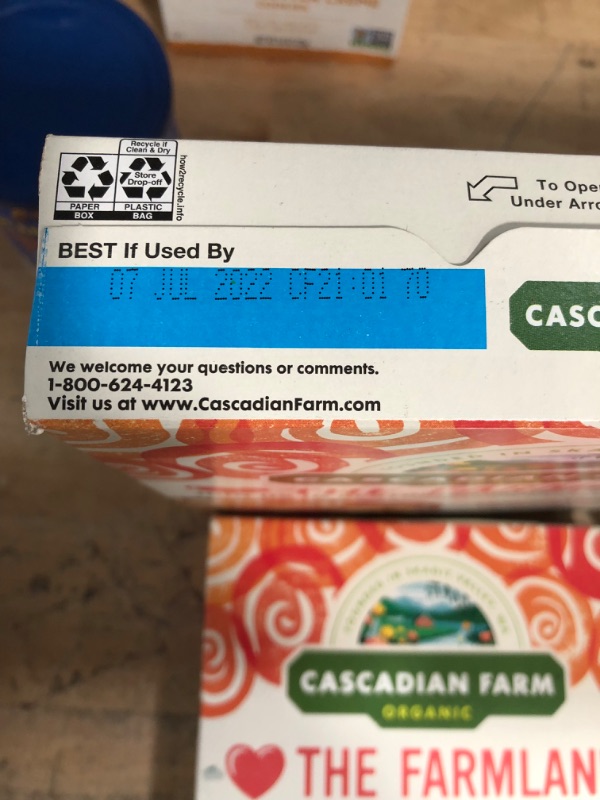 Recycle if
Clean & Dry
Store
Drop-off
PAPER
BOX
PLASTIC
BAG
how2recycle.info
To Ope
Under Arro
BEST If Used By
07 JUL 2022 CF21:01 70
CASC
We welcome your questions or comments.
1-800-624-4123
Visit us at www.CascadianFarm.com
CASCADIAN FARM
ORGANIC
THE FARMLAN